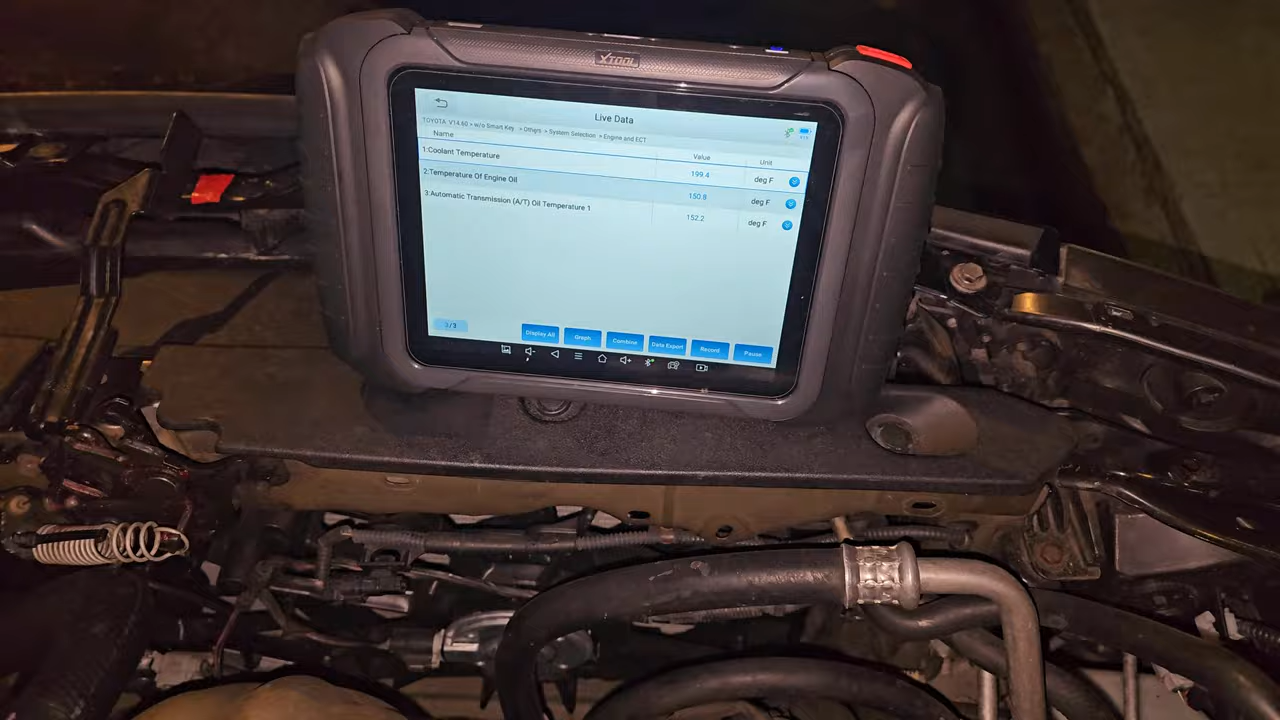 XTOOL
Live Data
TOYOTA V14.60 > w/o Smart Key > Others > System Selection > Engine and ECT
Name Value Unit
1:Coolant Temperature 199.4 deg F
2:Temperature Of Engine Oil 150.8 deg F
3:Automatic Transmission (A/T) Oil Temperature 1 152.2 deg F
3/3 Display All Graph Combine Data Export Record Pause